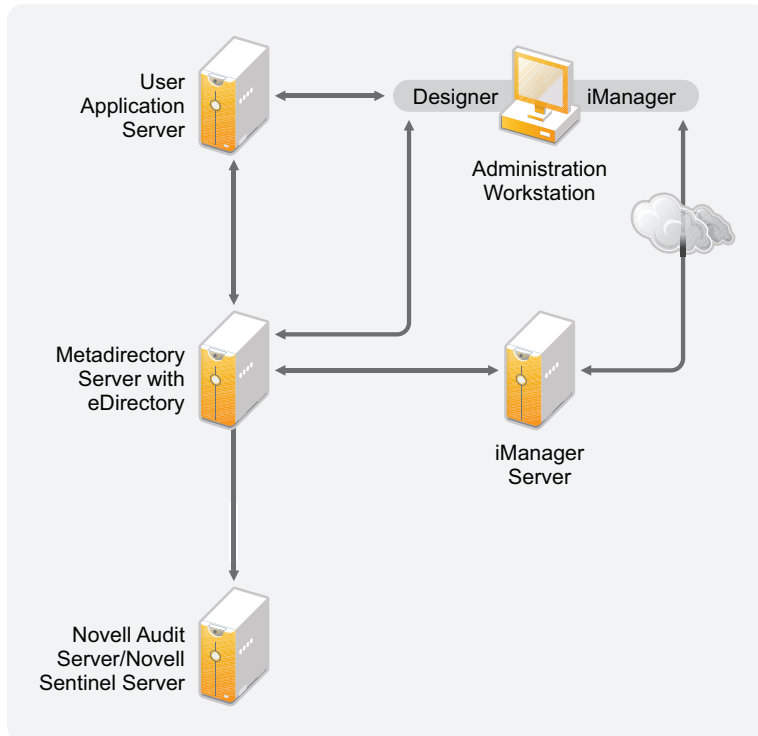 User
Application
Server
Designer
iManager
Administration
Workstation
Metadirectory
Server with
eDirectory
iManager
Server
Novell Audit
Server/Novell
Sentinel Server